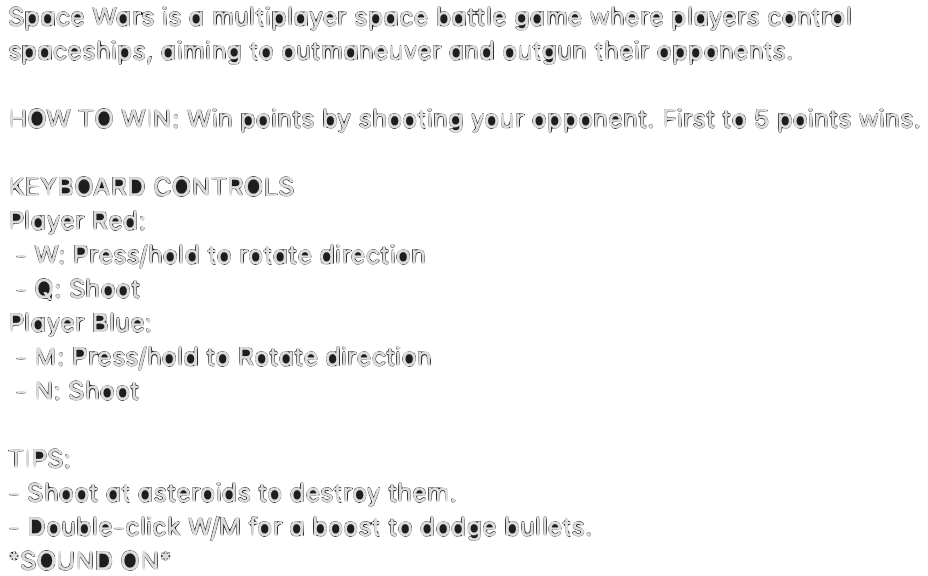 Space Wars is a multiplayer space battle game where players control
spaceships, aiming to outmaneuver and outgun their opponents.
HOW TO WIN: Win points by shooting your opponent. First to 5 points wins.
KEYBOARD CONTROLS
Player Red:
- W: Press/hold to rotate direction
- Q: Shoot
Player Blue:
- M: Press/hold to Rotate direction
- N: Shoot
TIPS:
- Shoot at asteroids to destroy them.
- Double-click W/M for a boost to dodge bullets.
*SOUND ON*